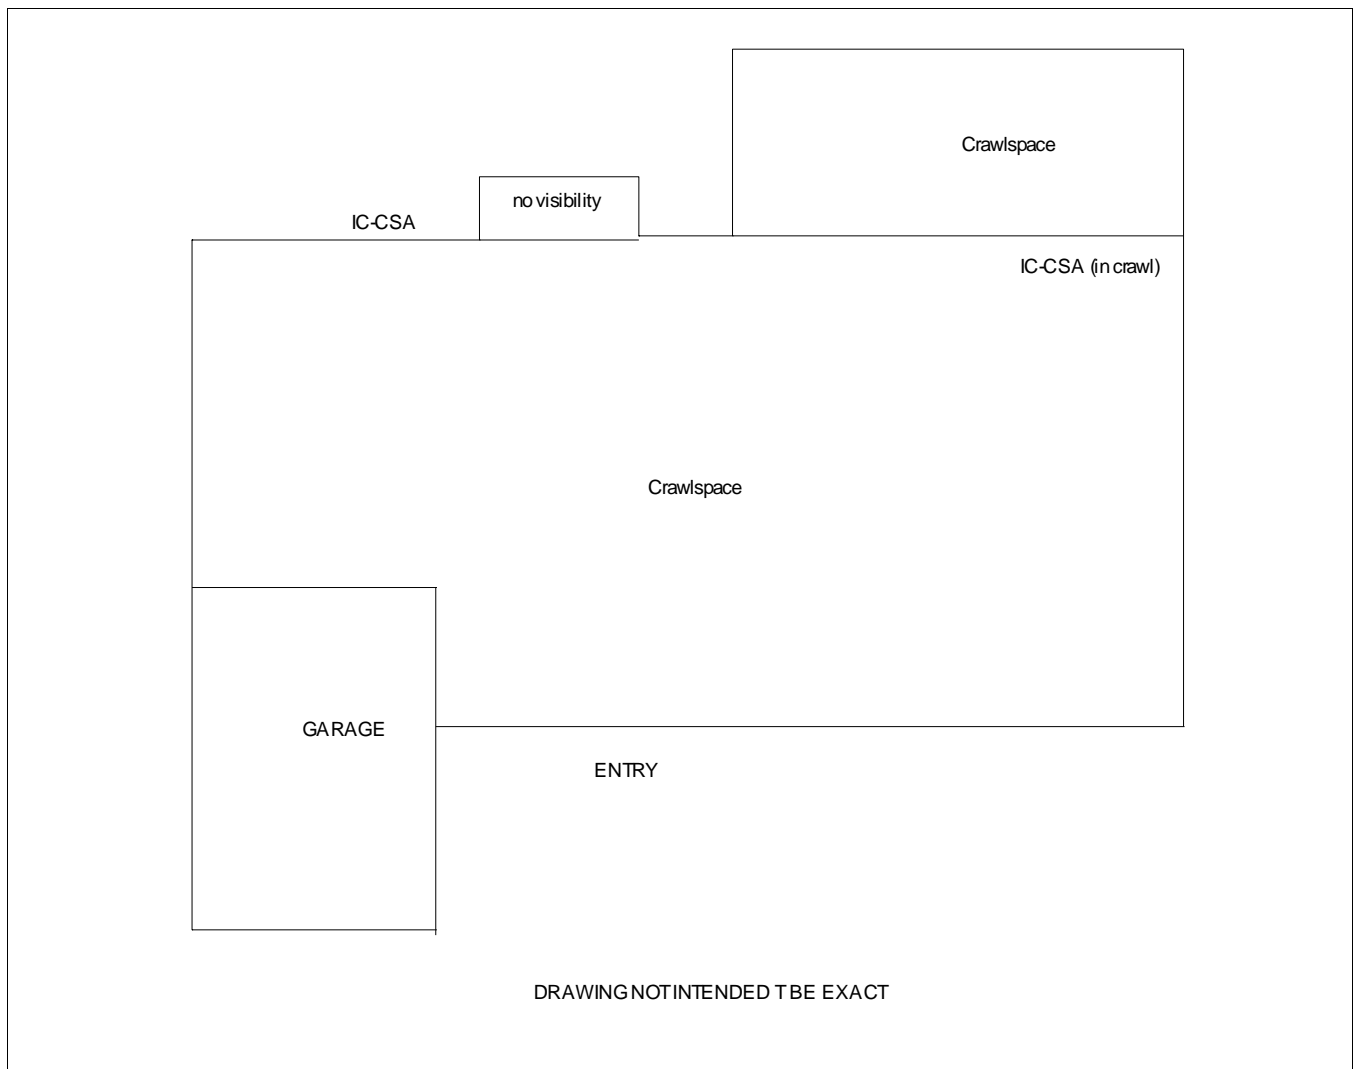 Crawlspace
no visibility
IC-CSA
IC-CSA (in crawl)
Crawlspace
GARAGE
ENTRY
DRAWING NOT INTENDED T BE EXACT